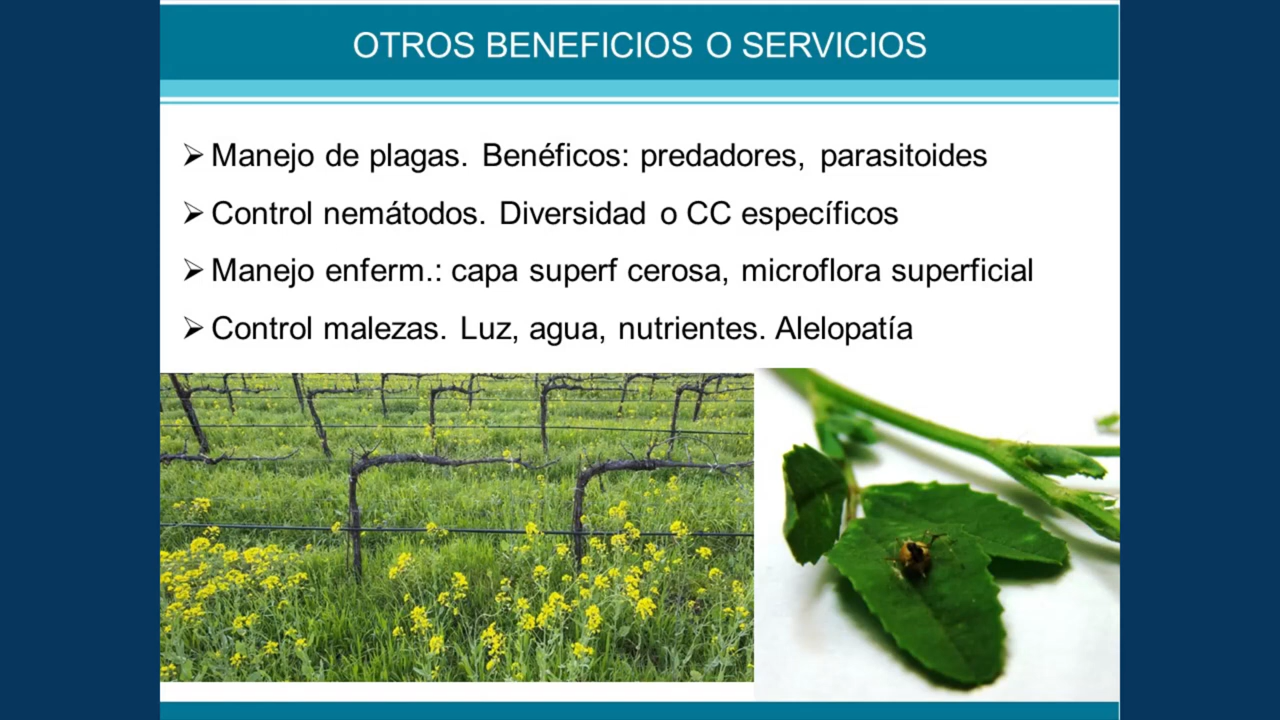 OTROS BENEFICIOS O SERVICIOS
➢ Manejo de plagas. Benéficos: predadores, parasitoides
➢ Control nemátodos. Diversidad o CC específicos
➢ Manejo enferm.: capa superf cerosa, microflora superficial
➢ Control malezas. Luz, agua, nutrientes. Alelopatía